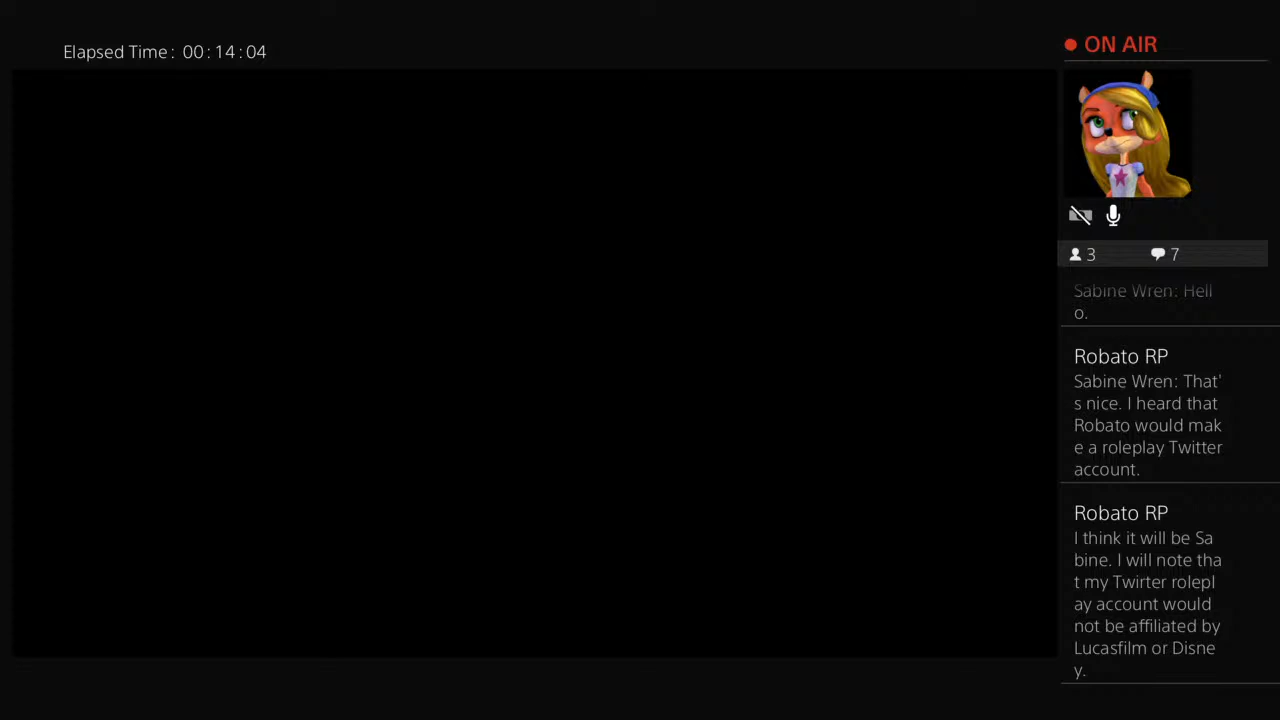 Elapsed Time: 00:14:04
ON AIR
3
7
Sabine Wren: Hell
o.
Robato RP
Sabine Wren: That'
s nice. I heard that
Robato would mak
e a roleplay Twitter
account.
Robato RP
I think it will be Sa
bine. I will note tha
t my Twirter rolepl
ay account would
not be affiliated by
Lucasfilm or Disne
y.